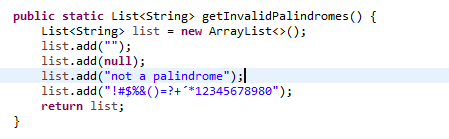 public static List<String> getInvalidPalindromes() {
    List<String> list = new ArrayList<>();
    list.add("");
    list.add(null);
    list.add("not a palindrome");
    list.add("!#$%&()=?+´*12345678980");
    return list;
}